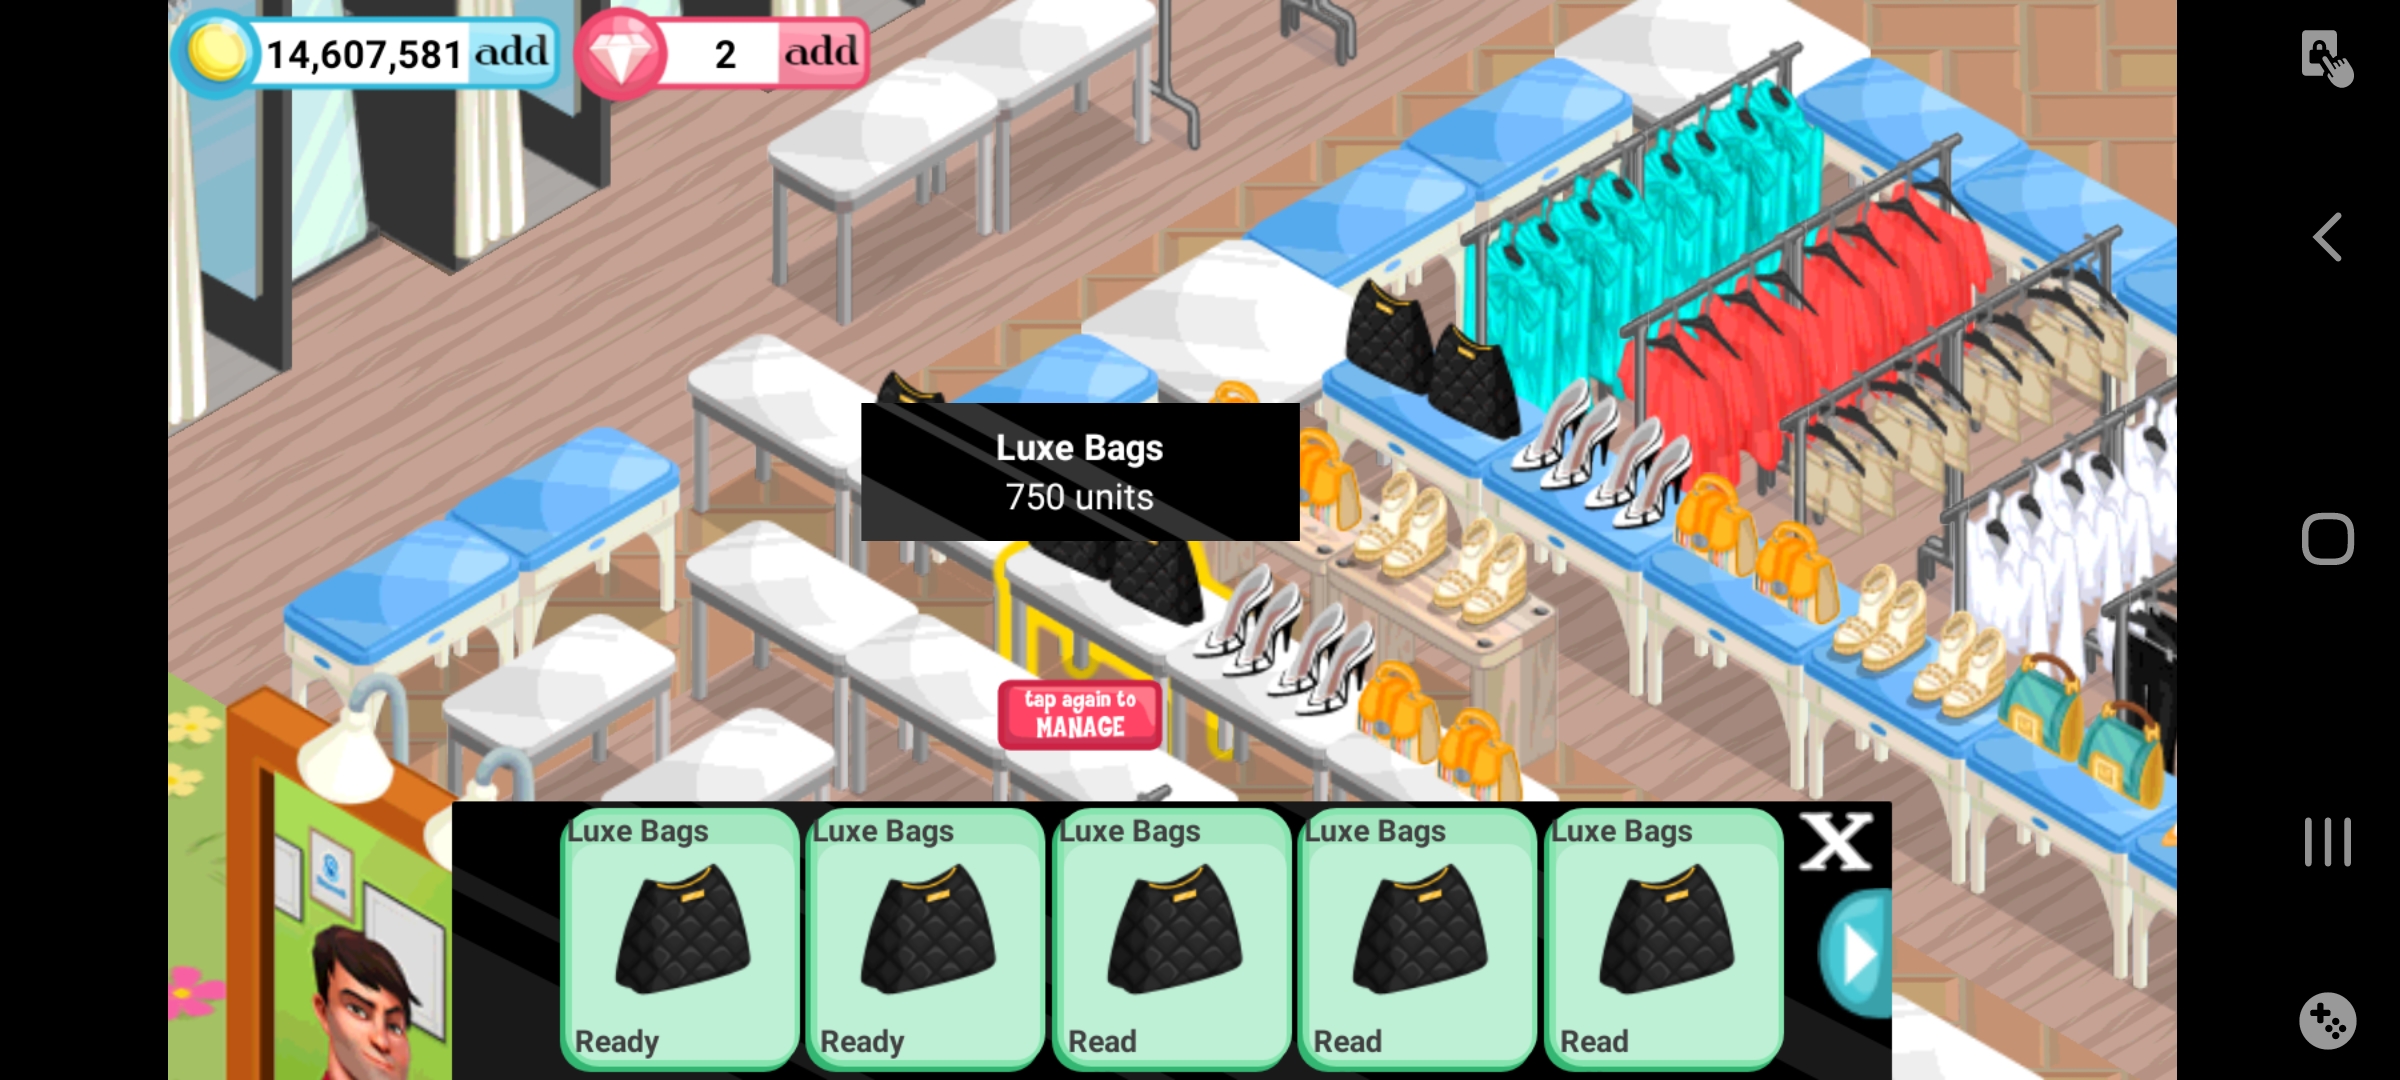 14,607,581 add
2 add
Luxe Bags
750 units
tap again to
MANAGE
Luxe Bags
Ready
Luxe Bags
Ready
Luxe Bags
Read
Luxe Bags
Read
Luxe Bags
Read
X